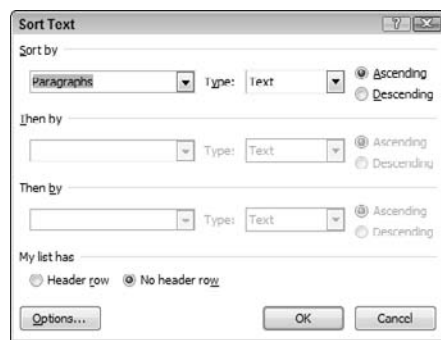 Sort Text
Sort by
Paragraphs Type: Text Ascending
Descending
Then by
Type: Text Ascending
Descending
Then by
Type: Text Ascending
Descending
My list has
Header row No header row
Options... OK Cancel